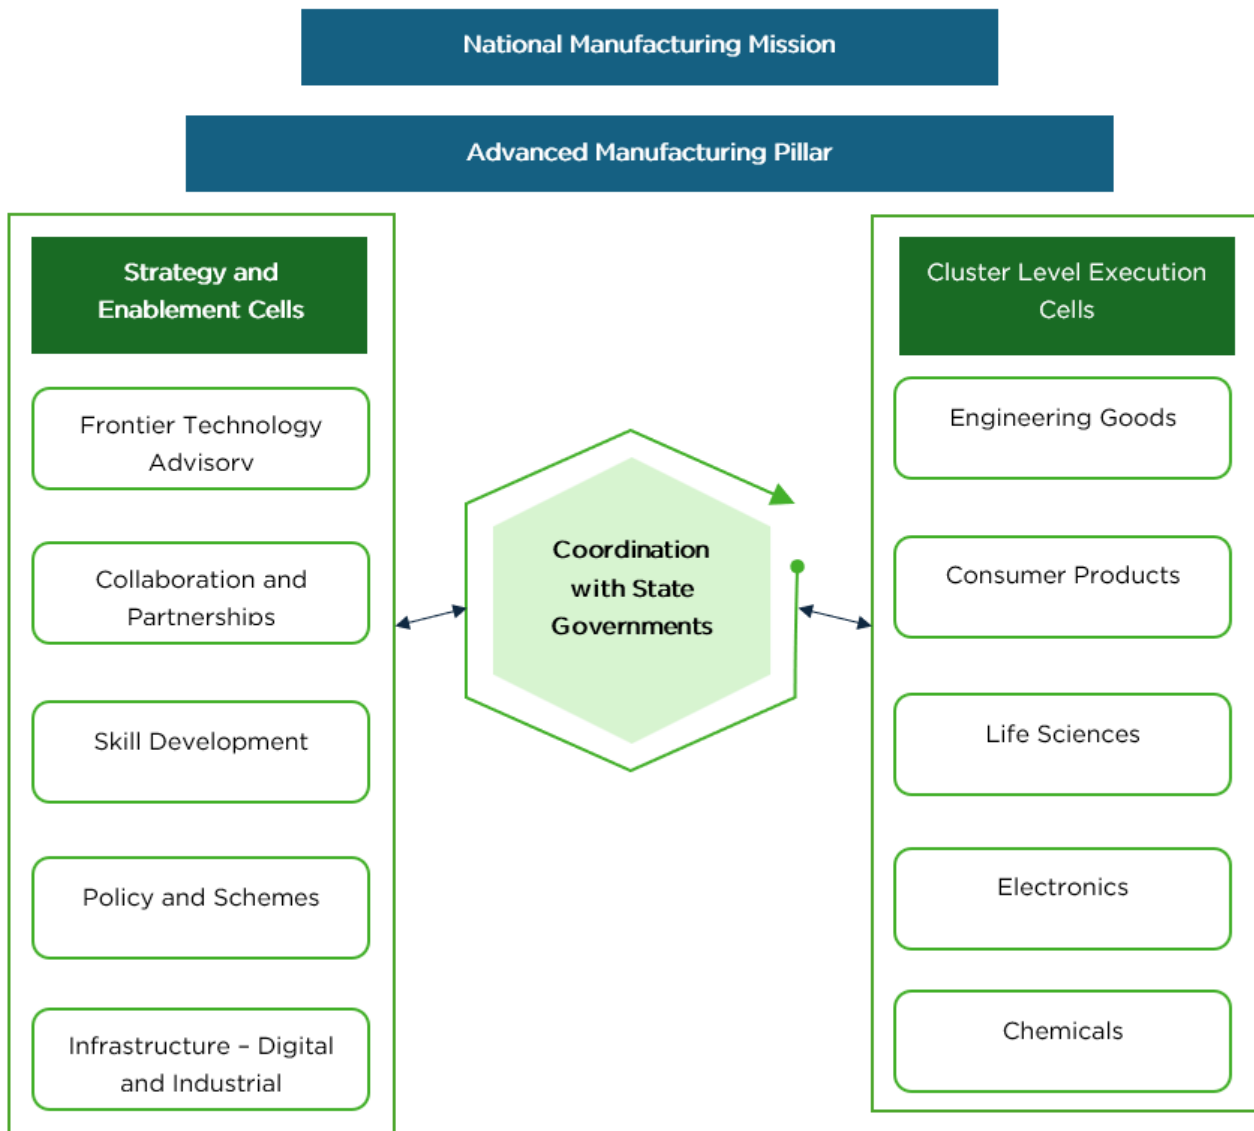 National Manufacturing Mission
Advanced Manufacturing Pillar
Strategy and
Enablement Cells
Frontier Technology
Advisory
Collaboration and
Partnerships
Skill Development
Policy and Schemes
Infrastructure – Digital
and Industrial
Coordination
with State
Governments
Cluster Level Execution
Cells
Engineering Goods
Consumer Products
Life Sciences
Electronics
Chemicals